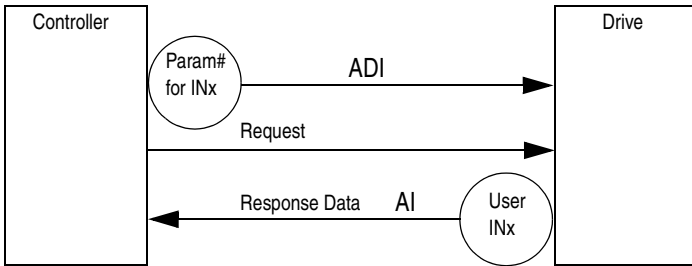 Controller
Drive
Param#
for INx
ADI
Request
Response Data AI
User
INx